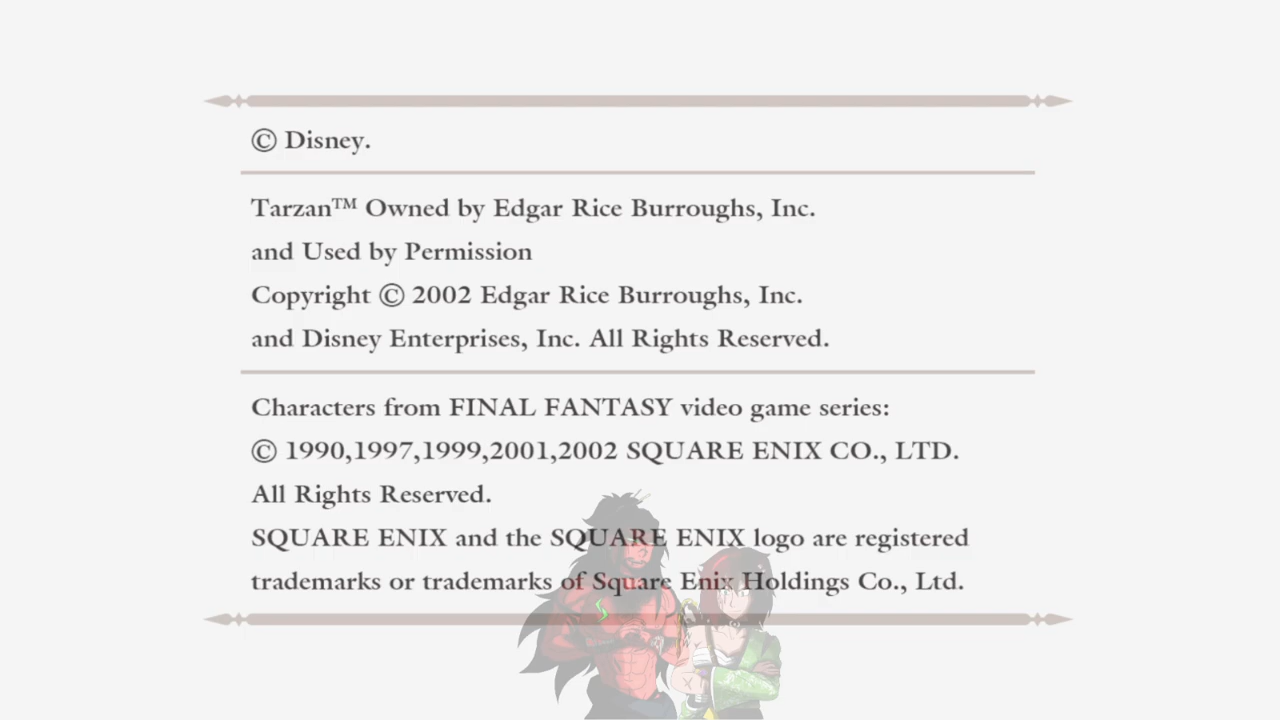 © Disney.
Tarzan™ Owned by Edgar Rice Burroughs, Inc.
and Used by Permission
Copyright © 2002 Edgar Rice Burroughs, Inc.
and Disney Enterprises, Inc. All Rights Reserved.
Characters from FINAL FANTASY video game series:
© 1990,1997,1999,2001,2002 SQUARE ENIX CO., LTD.
All Rights Reserved.
SQUARE ENIX and the SQUARE ENIX logo are registered
trademarks or trademarks of Square Enix Holdings Co., Ltd.